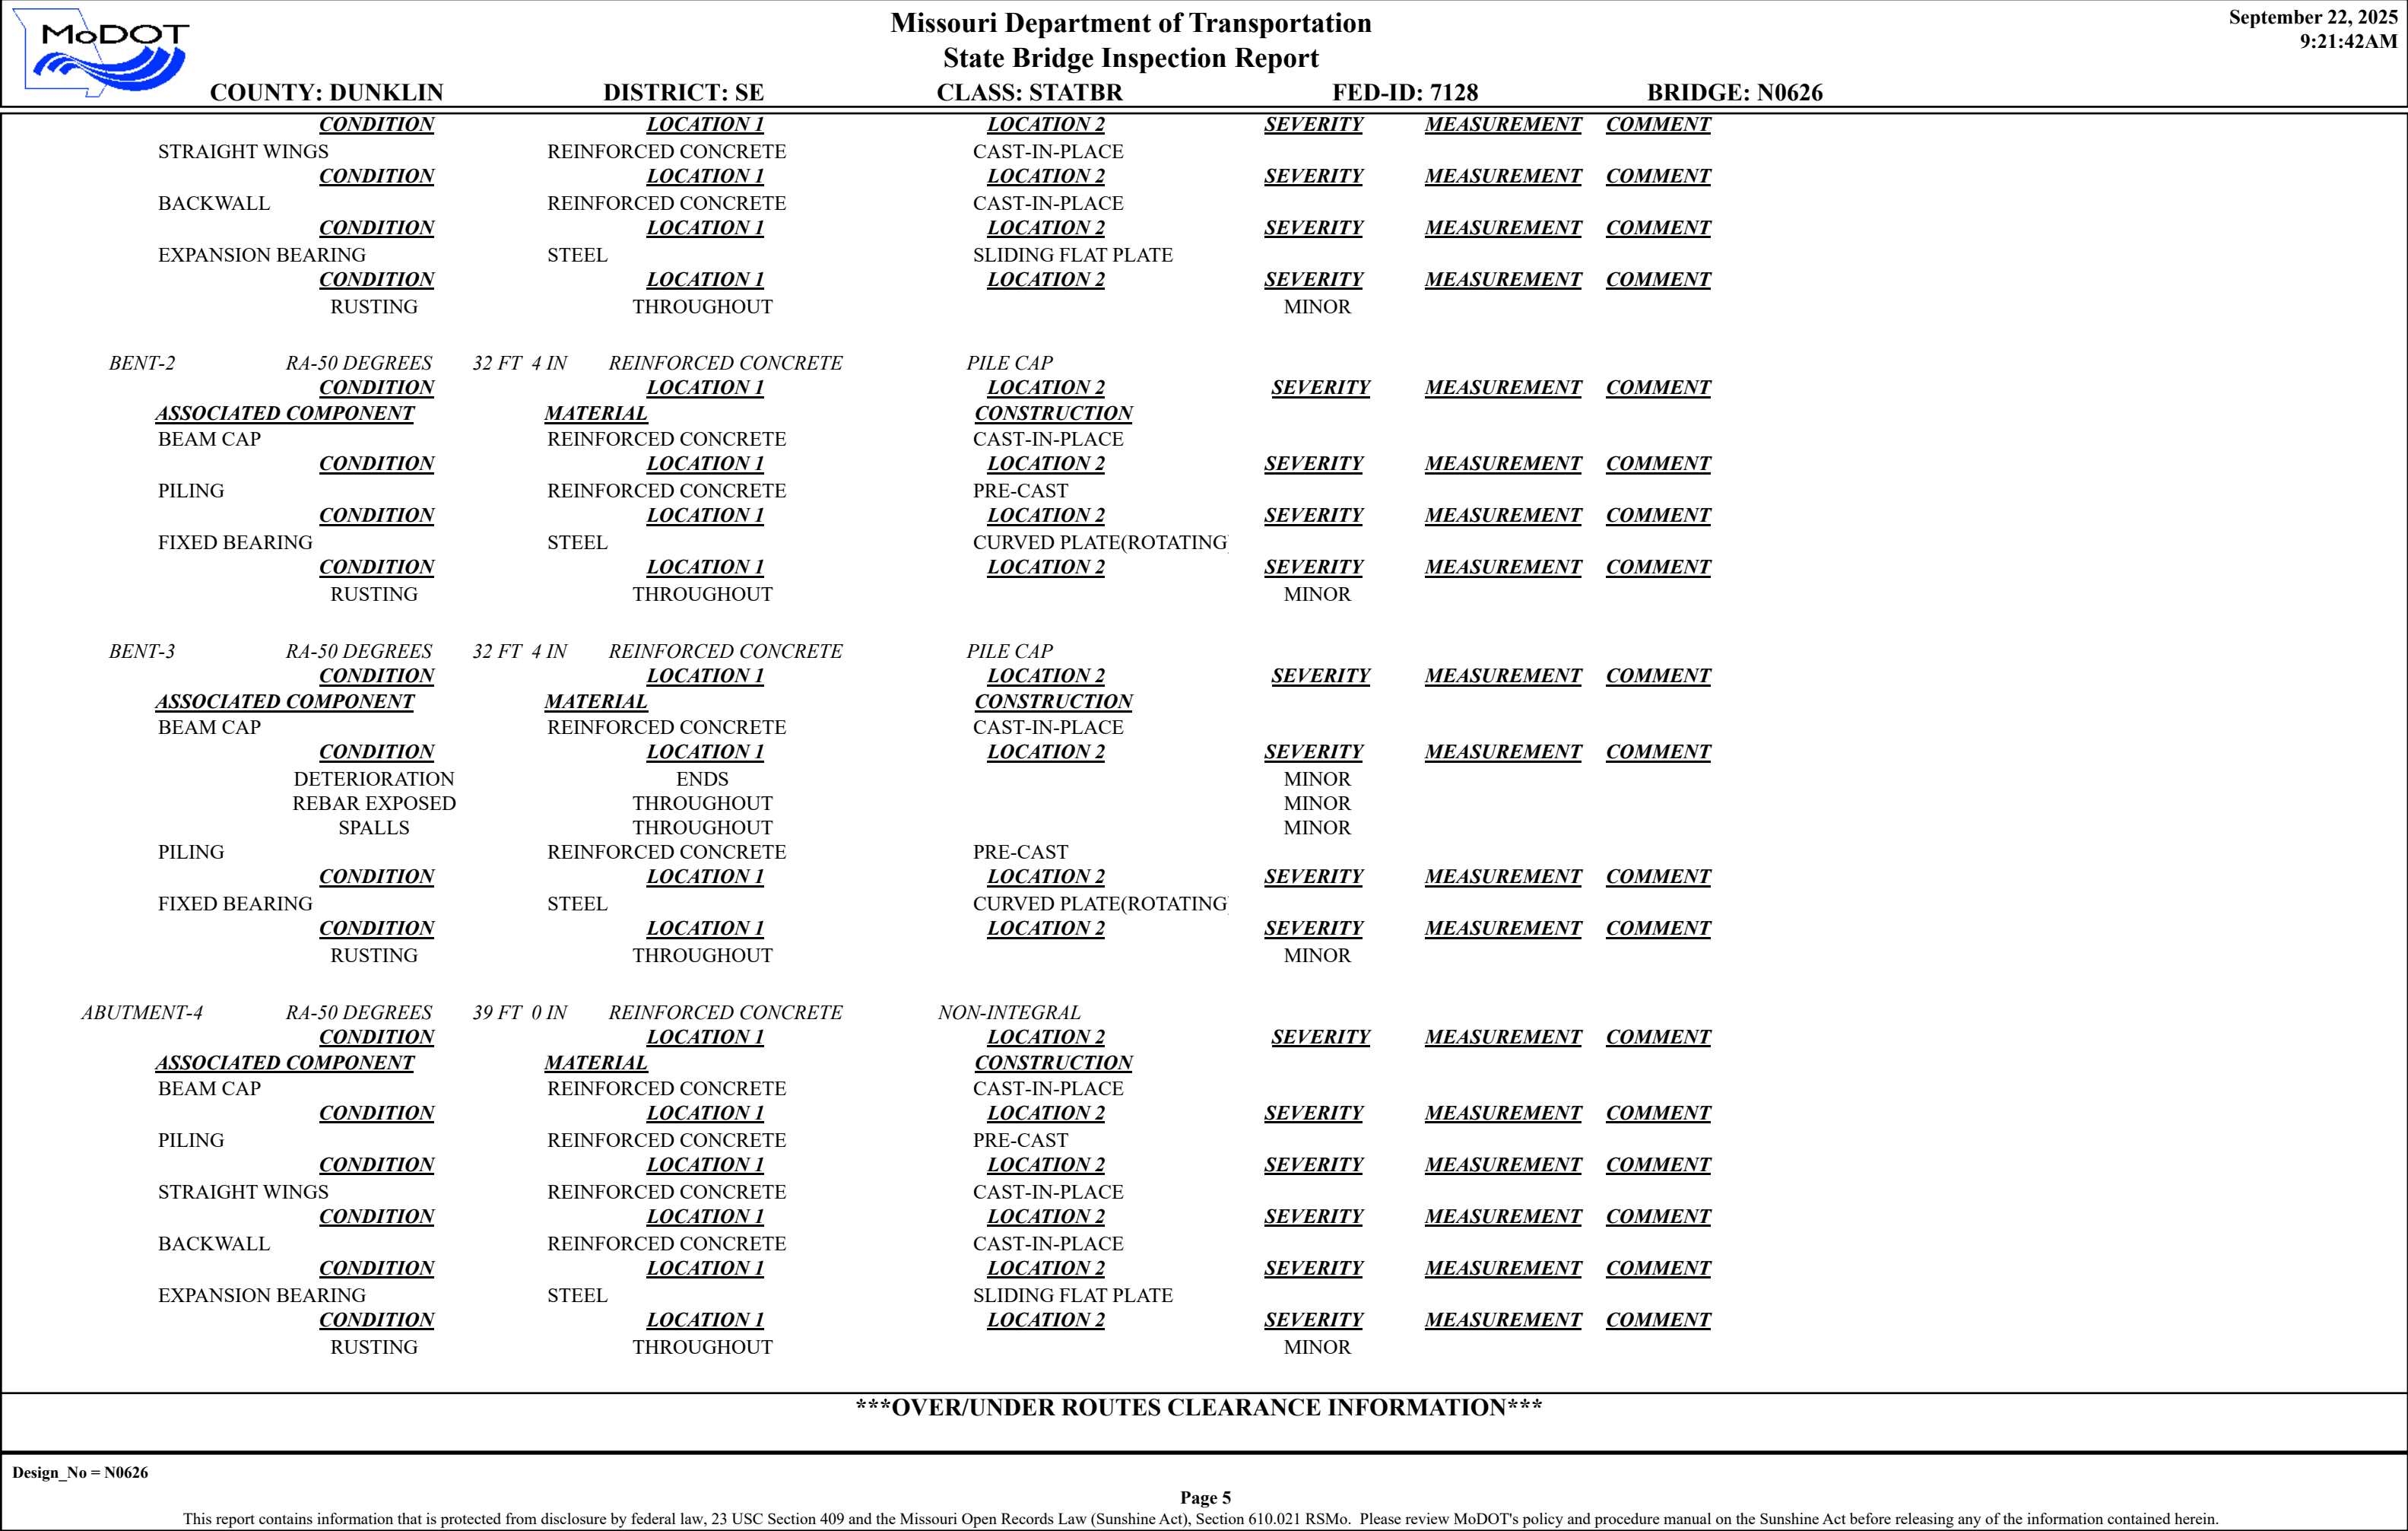 MoDOT
Missouri Department of Transportation
State Bridge Inspection Report
September 22, 2025
9:21:42AM
COUNTY: DUNKLIN DISTRICT: SE CLASS: STATBR FED-ID: 7128 BRIDGE: N0626
CONDITION LOCATION 1 LOCATION 2 SEVERITY MEASUREMENT COMMENT
STRAIGHT WINGS REINFORCED CONCRETE CAST-IN-PLACE
CONDITION LOCATION 1 LOCATION 2 SEVERITY MEASUREMENT COMMENT
BACKWALL REINFORCED CONCRETE CAST-IN-PLACE
CONDITION LOCATION 1 LOCATION 2 SEVERITY MEASUREMENT COMMENT
EXPANSION BEARING STEEL SLIDING FLAT PLATE
CONDITION LOCATION 1 LOCATION 2 SEVERITY MEASUREMENT COMMENT
RUSTING THROUGHOUT MINOR
BENT-2 RA-50 DEGREES 32 FT 4 IN REINFORCED CONCRETE PILE CAP
CONDITION LOCATION 1 LOCATION 2 SEVERITY MEASUREMENT COMMENT
ASSOCIATED COMPONENT MATERIAL CONSTRUCTION
BEAM CAP REINFORCED CONCRETE CAST-IN-PLACE
CONDITION LOCATION 1 LOCATION 2 SEVERITY MEASUREMENT COMMENT
PILING REINFORCED CONCRETE PRE-CAST
CONDITION LOCATION 1 LOCATION 2 SEVERITY MEASUREMENT COMMENT
FIXED BEARING STEEL CURVED PLATE(ROTATING
CONDITION LOCATION 1 LOCATION 2 SEVERITY MEASUREMENT COMMENT
RUSTING THROUGHOUT MINOR
BENT-3 RA-50 DEGREES 32 FT 4 IN REINFORCED CONCRETE PILE CAP
CONDITION LOCATION 1 LOCATION 2 SEVERITY MEASUREMENT COMMENT
ASSOCIATED COMPONENT MATERIAL CONSTRUCTION
BEAM CAP REINFORCED CONCRETE CAST-IN-PLACE
CONDITION LOCATION 1 LOCATION 2 SEVERITY MEASUREMENT COMMENT
DETERIORATION ENDS MINOR
REBAR EXPOSED THROUGHOUT MINOR
SPALLS THROUGHOUT MINOR
PILING REINFORCED CONCRETE PRE-CAST
CONDITION LOCATION 1 LOCATION 2 SEVERITY MEASUREMENT COMMENT
FIXED BEARING STEEL CURVED PLATE(ROTATING
CONDITION LOCATION 1 LOCATION 2 SEVERITY MEASUREMENT COMMENT
RUSTING THROUGHOUT MINOR
ABUTMENT-4 RA-50 DEGREES 39 FT 0 IN REINFORCED CONCRETE NON-INTEGRAL
CONDITION LOCATION 1 LOCATION 2 SEVERITY MEASUREMENT COMMENT
ASSOCIATED COMPONENT MATERIAL CONSTRUCTION
BEAM CAP REINFORCED CONCRETE CAST-IN-PLACE
CONDITION LOCATION 1 LOCATION 2 SEVERITY MEASUREMENT COMMENT
PILING REINFORCED CONCRETE PRE-CAST
CONDITION LOCATION 1 LOCATION 2 SEVERITY MEASUREMENT COMMENT
STRAIGHT WINGS REINFORCED CONCRETE CAST-IN-PLACE
CONDITION LOCATION 1 LOCATION 2 SEVERITY MEASUREMENT COMMENT
BACKWALL REINFORCED CONCRETE CAST-IN-PLACE
CONDITION LOCATION 1 LOCATION 2 SEVERITY MEASUREMENT COMMENT
EXPANSION BEARING STEEL SLIDING FLAT PLATE
CONDITION LOCATION 1 LOCATION 2 SEVERITY MEASUREMENT COMMENT
RUSTING THROUGHOUT MINOR
***OVER/UNDER ROUTES CLEARANCE INFORMATION***
Design_No = N0626
Page 5
This report contains information that is protected from disclosure by federal law, 23 USC Section 409 and the Missouri Open Records Law (Sunshine Act), Section 610.021 RSMo. Please review MoDOT's policy and procedure manual on the Sunshine Act before releasing any of the information contained herein.